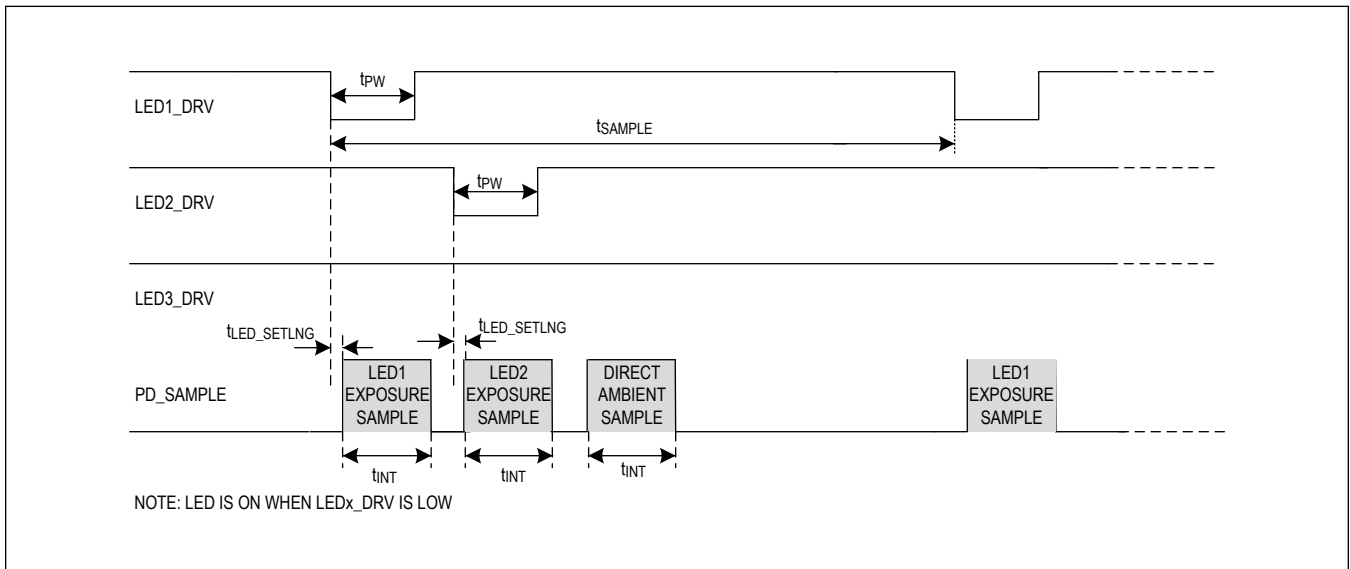 tPW
LED1_DRV
tSAMPLE
tPW
LED2_DRV
LED3_DRV
tLED_SETLNG
tLED_SETLNG
PD_SAMPLE
LED1
EXPOSURE
SAMPLE
LED2
EXPOSURE
SAMPLE
DIRECT
AMBIENT
SAMPLE
LED1
EXPOSURE
SAMPLE
tINT
tINT
tINT
NOTE: LED IS ON WHEN LEDx_DRV IS LOW